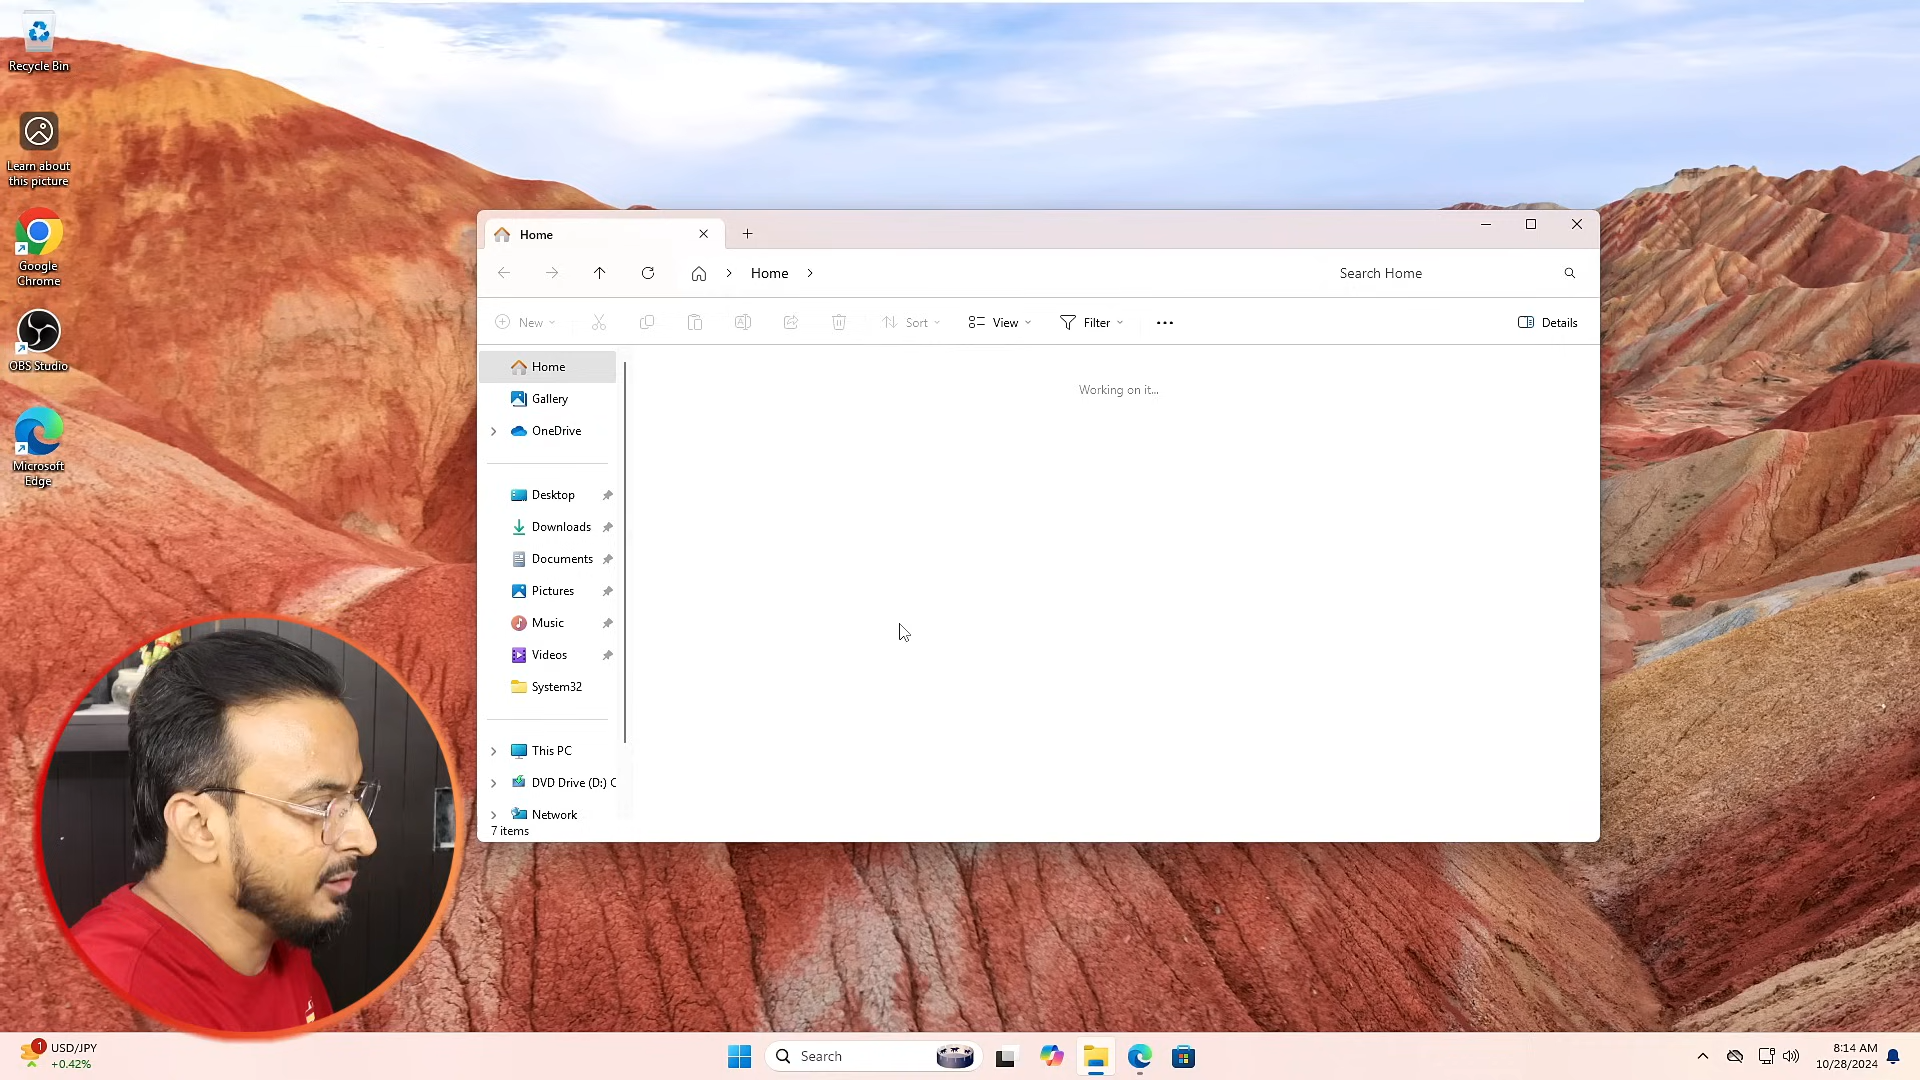 Recycle Bin
Learn about
this picture
Google
Chrome
OBS Studio
Microsoft
Edge
Home
Home
Search Home
New
Sort
View
Filter
Details
Home
Gallery
OneDrive
Desktop
Downloads
Documents
Pictures
Music
Videos
System32
This PC
DVD Drive (D:) C
Network
7 items
Working on it...
1
USD/JPY
+0.42%
Search
8:14 AM
10/28/2024